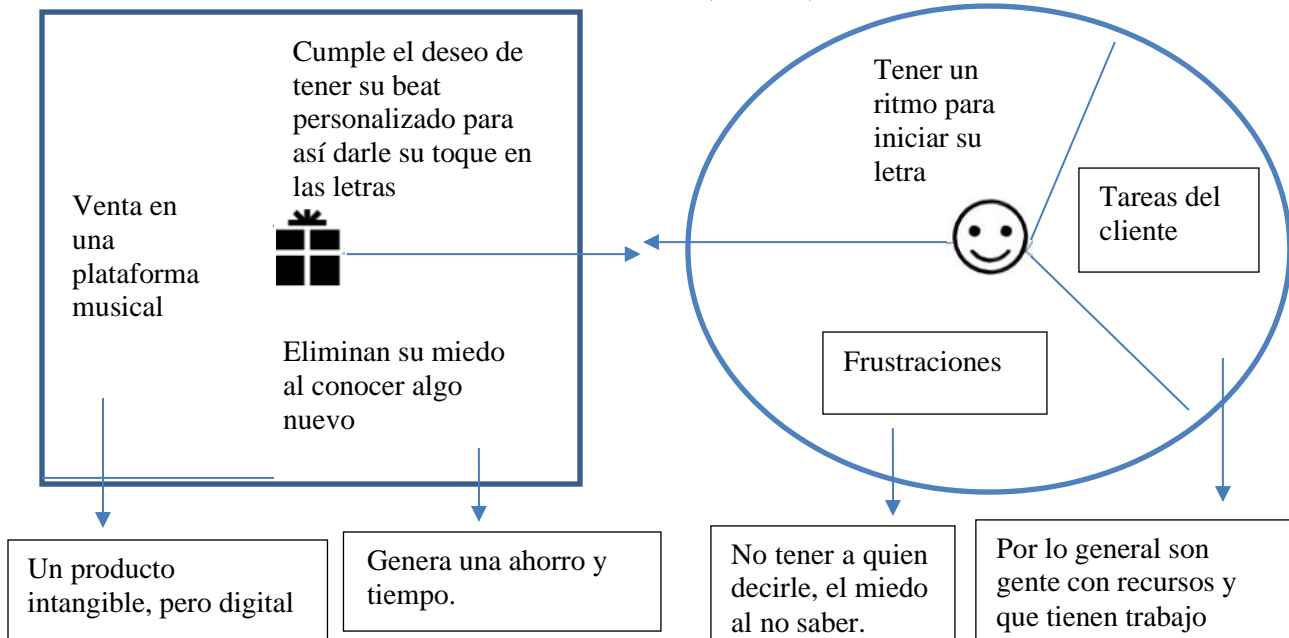 Cumple el deseo de
tener su beat
personalizado para
así darle su toque en
las letras
Venta en
una
plataforma
musical
Eliminan su miedo
al conocer algo
nuevo
Tener un
ritmo para
iniciar su
letra
Tareas del
cliente
Frustraciones
Un producto
intangible, pero digital
Genera una ahorro y
tiempo.
No tener a quien
decirle, el miedo
al no saber.
Por lo general son
gente con recursos y
que tienen trabajo